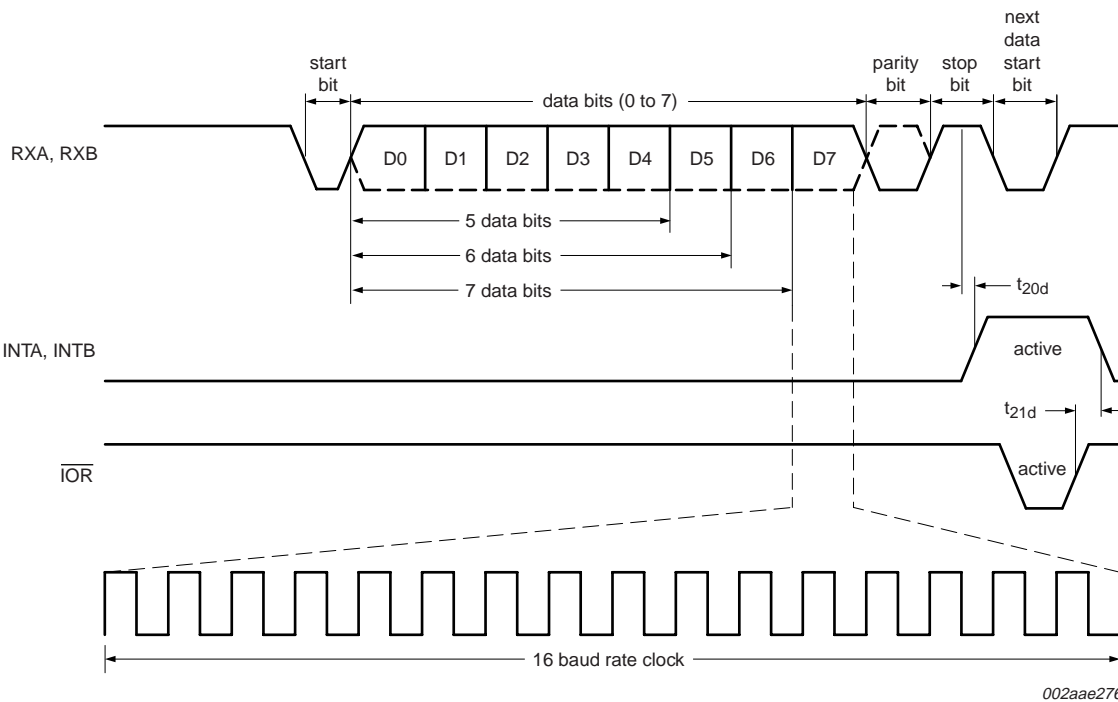 next
data
start
bit
start
bit
parity
bit
stop
bit
data bits (0 to 7)
RXA, RXB
D0 D1 D2 D3 D4 D5 D6 D7
5 data bits
6 data bits
7 data bits
t20d
INTA, INTB
active
t21d
IOR
active
16 baud rate clock
002aae276